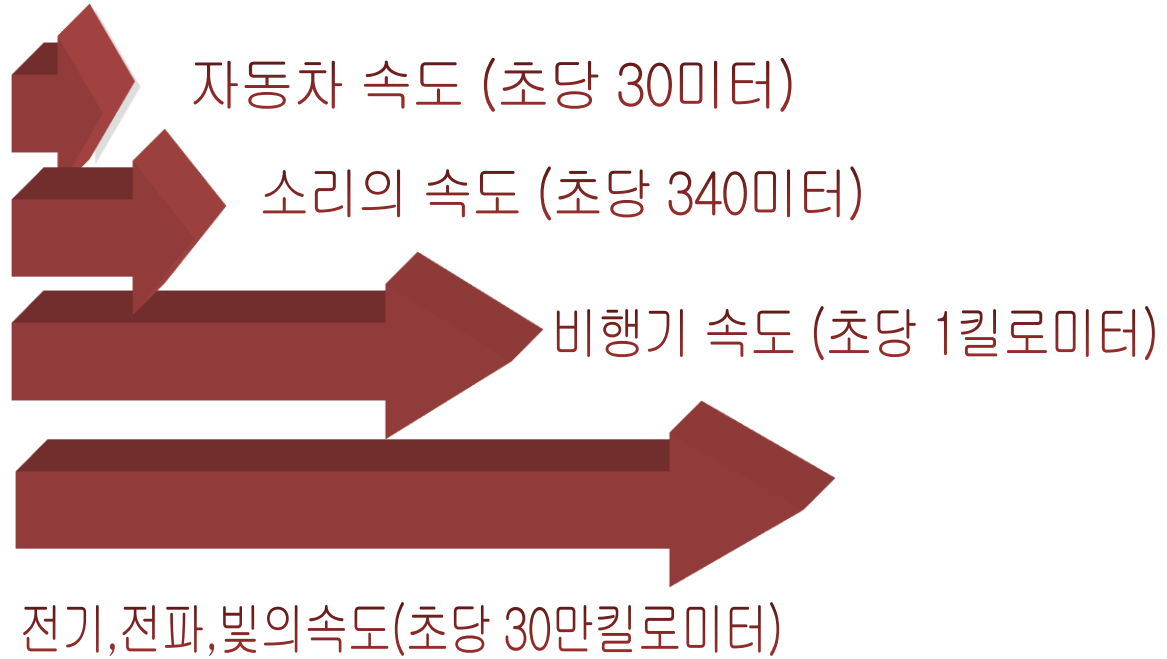 자동차 속도 (초당 30미터)
소리의 속도 (초당 340미터)
비행기 속도 (초당 1킬로미터)
전기,전파,빛의속도(초당 30만킬로미터)